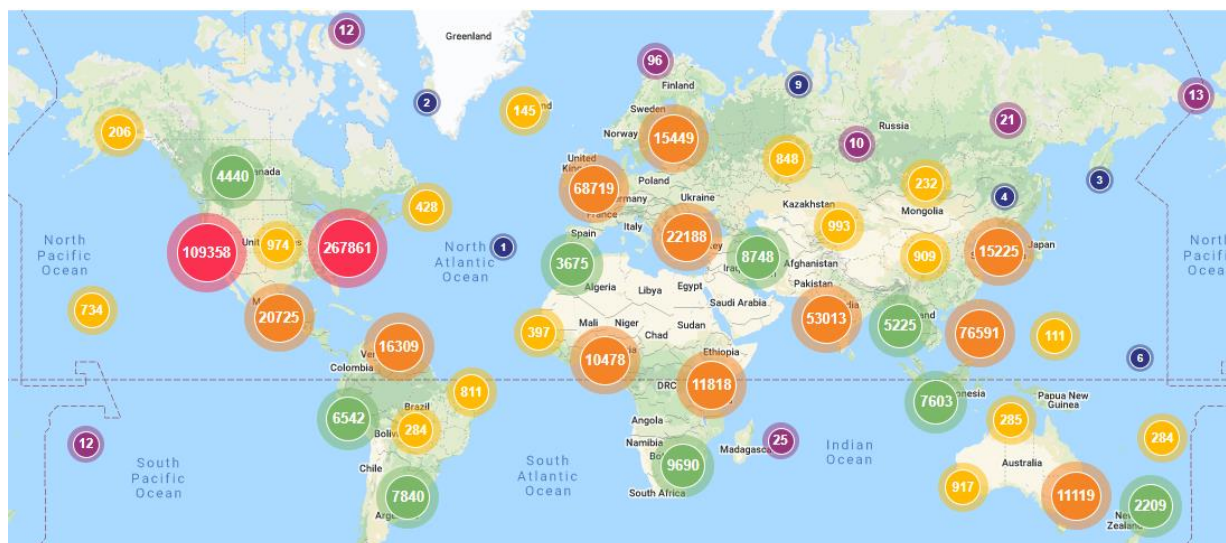 12
Greenland
96
Finland
9
13
2
145
Sweden
Norway
15449
21
Russia
10
206
848
4440
United
68719
Poland
Ukraine
Kazakhstan
232
Mongolia
3
4
428
France
Italy
993
North
Pacific
Ocean
109358
974
267861
North
Atlantic
Ocean
1
Spain
22188
8748
Afghanistan
909
15225
Japan
North
3675
Algeria
Libya
Egypt
Saudi Arabia
Pakistan
734
20725
397
Mali
Niger
Chad
Sudan
53013
5225
76591
111
16309
Colombia
10478
Ethiopia
6
DRC
11818
811
Brazil
7603
Papua New
Guinea
6542
284
Angola
285
12
Namibia
Madagascar
25
Indian
Ocean
284
South
Pacific
Ocean
Chile
South
Atlantic
Ocean
9690
South Africa
Australia
917
7840
11119
2209
Zealand